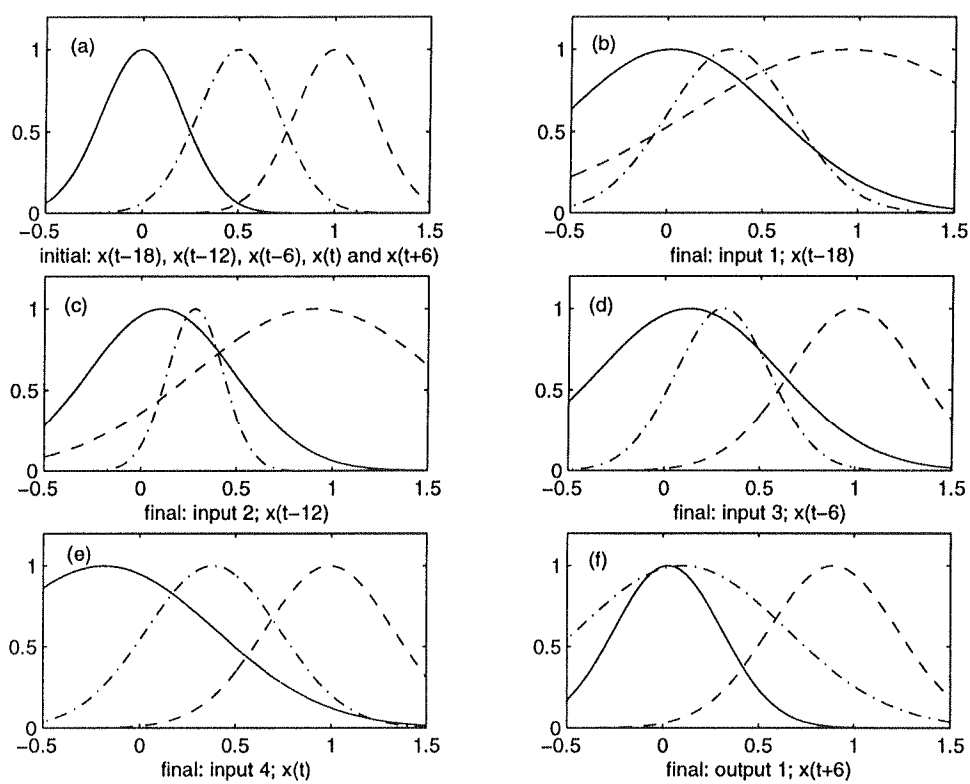 (a)
1
0.5
0
−0.5 0 0.5 1 1.5
initial: x(t−18), x(t−12), x(t−6), x(t) and x(t+6)
(b)
1
0.5
0
−0.5 0 0.5 1 1.5
final: input 1; x(t−18)
(c)
1
0.5
0
−0.5 0 0.5 1 1.5
final: input 2; x(t−12)
(d)
1
0.5
0
−0.5 0 0.5 1 1.5
final: input 3; x(t−6)
(e)
1
0.5
0
−0.5 0 0.5 1 1.5
final: input 4; x(t)
(f)
1
0.5
0
−0.5 0 0.5 1 1.5
final: output 1; x(t+6)